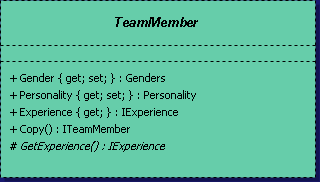 TeamMember
+ Gender { get; set; } : Genders
+ Personality { get; set; } : Personality
+ Experience { get; } : IExperience
+ Copy() : ITeamMember
# GetExperience() : IExperience